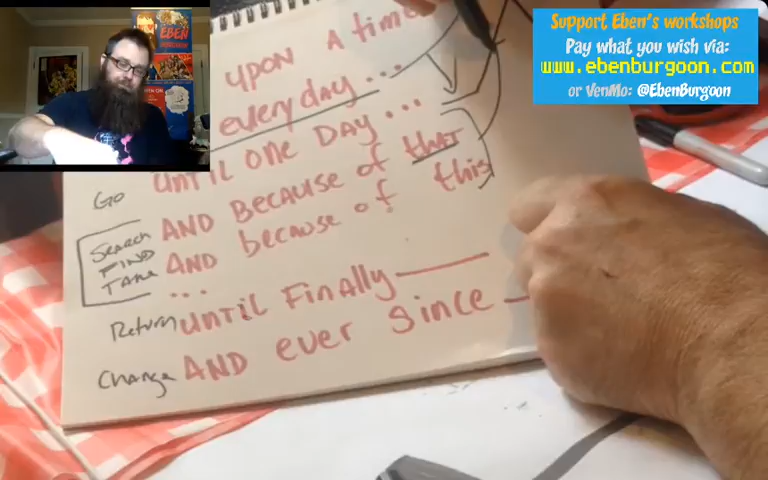 Support Eben's workshops
Pay what you wish via:
www.ebenburgoon.com
or VenMo: @EbenBurgoon
EBEN
UPON A time
everyday...
Go UNTIL ONE DAY...
AND BECAUSE of that
Search FIND TAKE AND because of this
...
Return UNTIL FINAlly
Change AND ever since